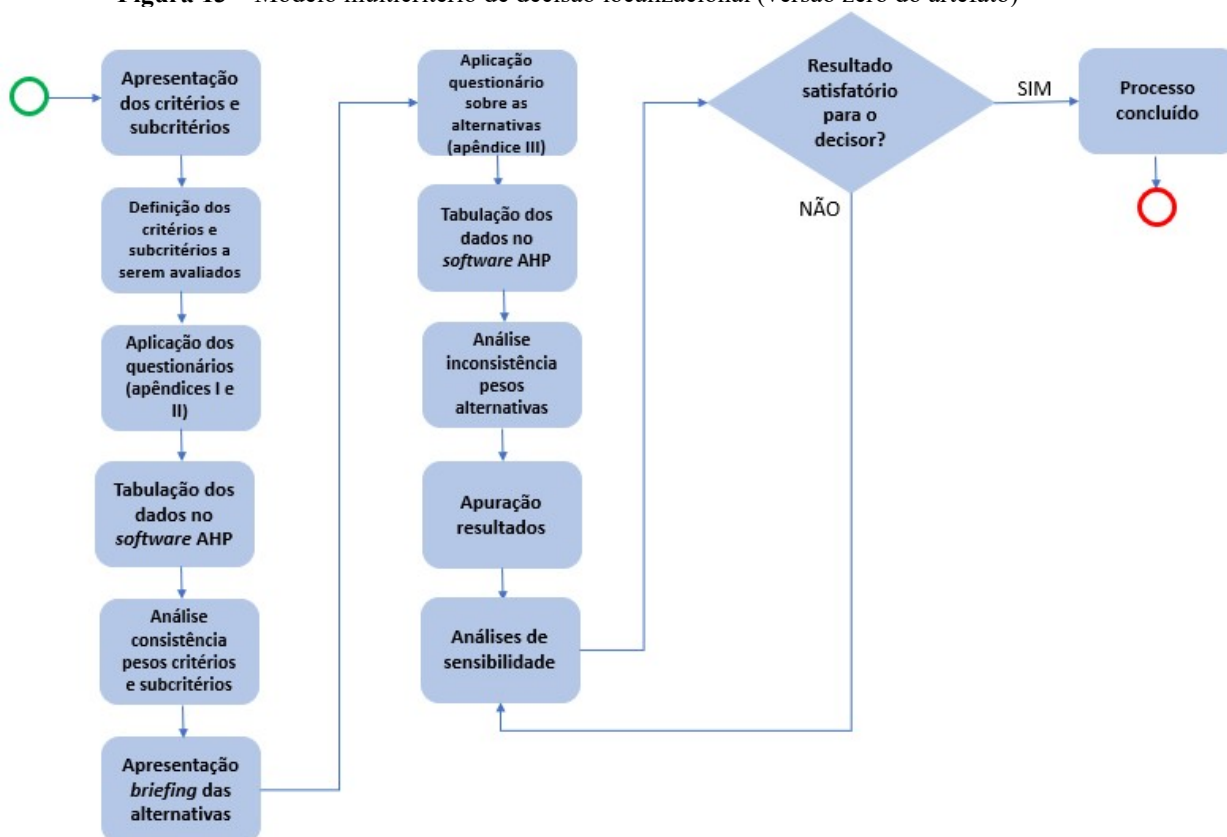 Figura 13 – Modelo multicritério de decisão locanizacional (versão zero do artefato)
Apresentação
dos critérios e
subcritérios
Definição dos
critérios e
subcritérios a
serem avaliados
Aplicação dos
questionários
(apêndices I e
II)
Tabulação dos
dados no
software AHP
Análise
consistência
pesos critérios
e subcritérios
Apresentação
briefing das
alternativas
Aplicação
questionário
sobre as
alternativas
(apêndice III)
Tabulação dos
dados no
software AHP
Análise
inconsistência
pesos
alternativas
Apuração
resultados
Análises de
sensibilidade
Resultado
satisfatório
para o
decisor?
SIM
NÃO
Processo
concluído